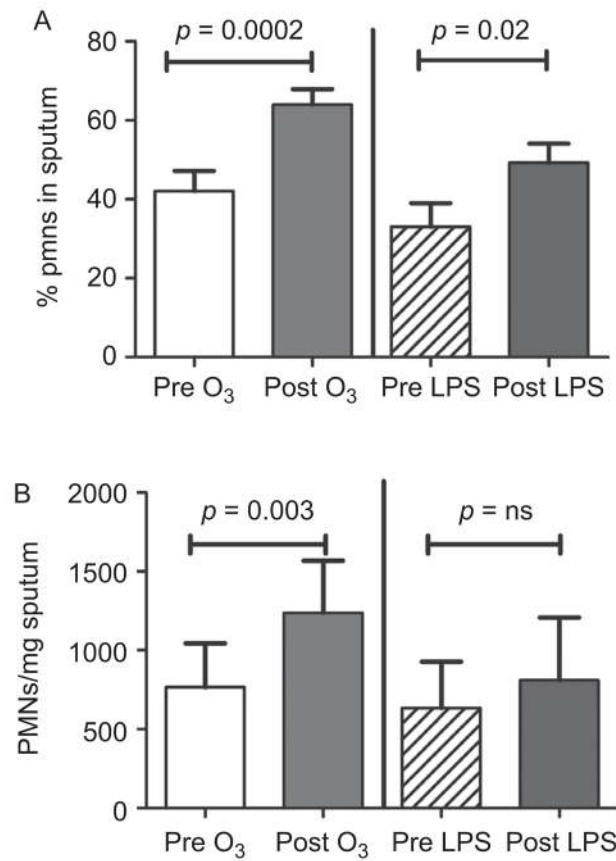 A
80
60
40
20
0
% pmns in sputum
p = 0.0002
p = 0.02
Pre O₃ Post O₃ Pre LPS Post LPS
B
2000
1500
1000
500
0
PMNs/mg sputum
p = 0.003
p = ns
Pre O₃ Post O₃ Pre LPS Post LPS